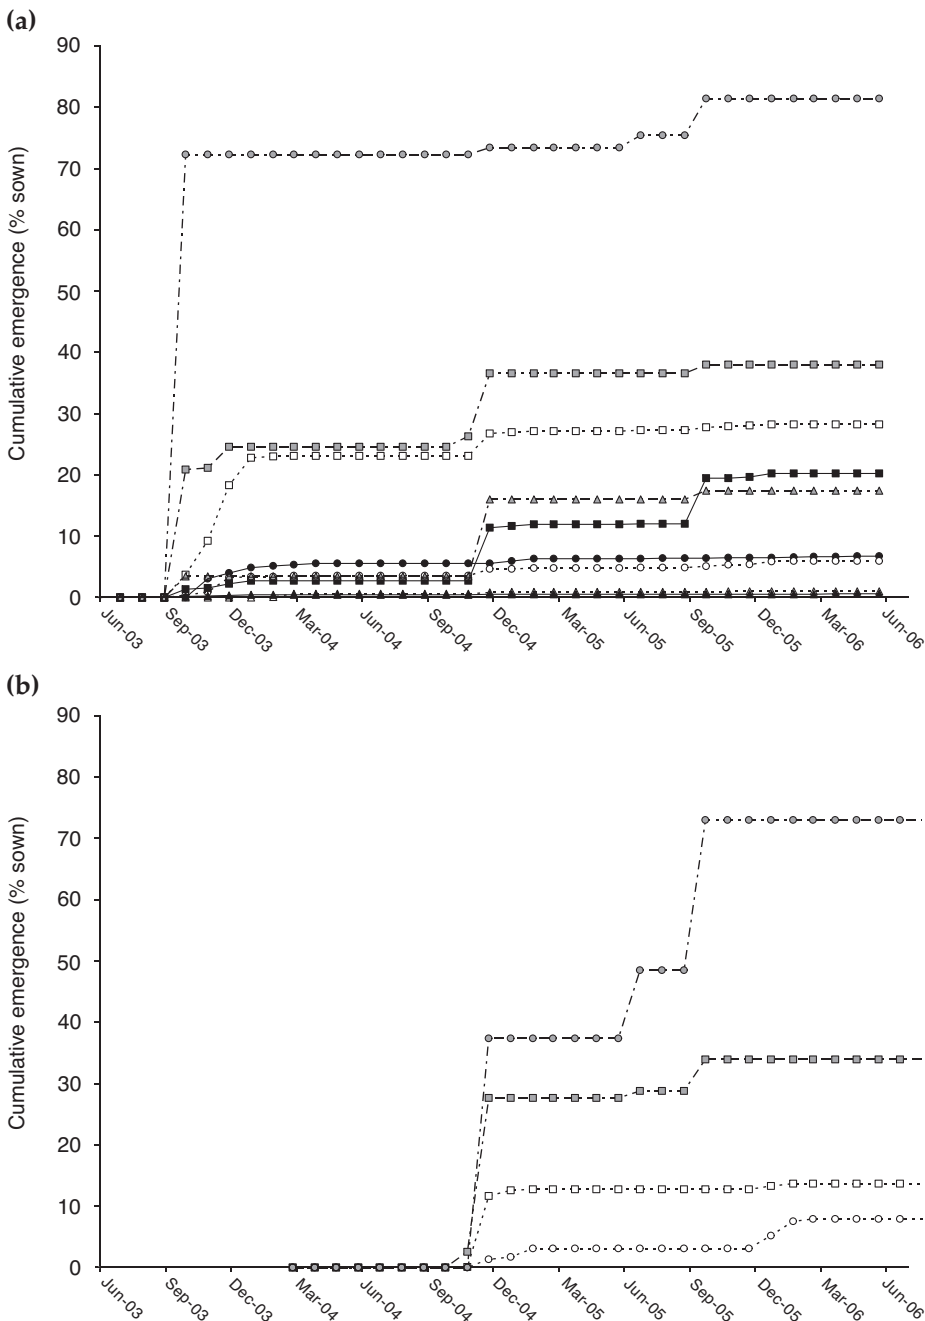 (a)
90
80
70
60
50
40
30
20
10
0
Cumulative emergence (% sown)
Jun-03
Sep-03
Dec-03
Mar-04
Jun-04
Sep-04
Dec-04
Mar-05
Jun-05
Sep-05
Dec-05
Mar-06
Jun-06
(b)
90
80
70
60
50
40
30
20
10
0
Cumulative emergence (% sown)
Jun-03
Sep-03
Dec-03
Mar-04
Jun-04
Sep-04
Dec-04
Mar-05
Jun-05
Sep-05
Dec-05
Mar-06
Jun-06